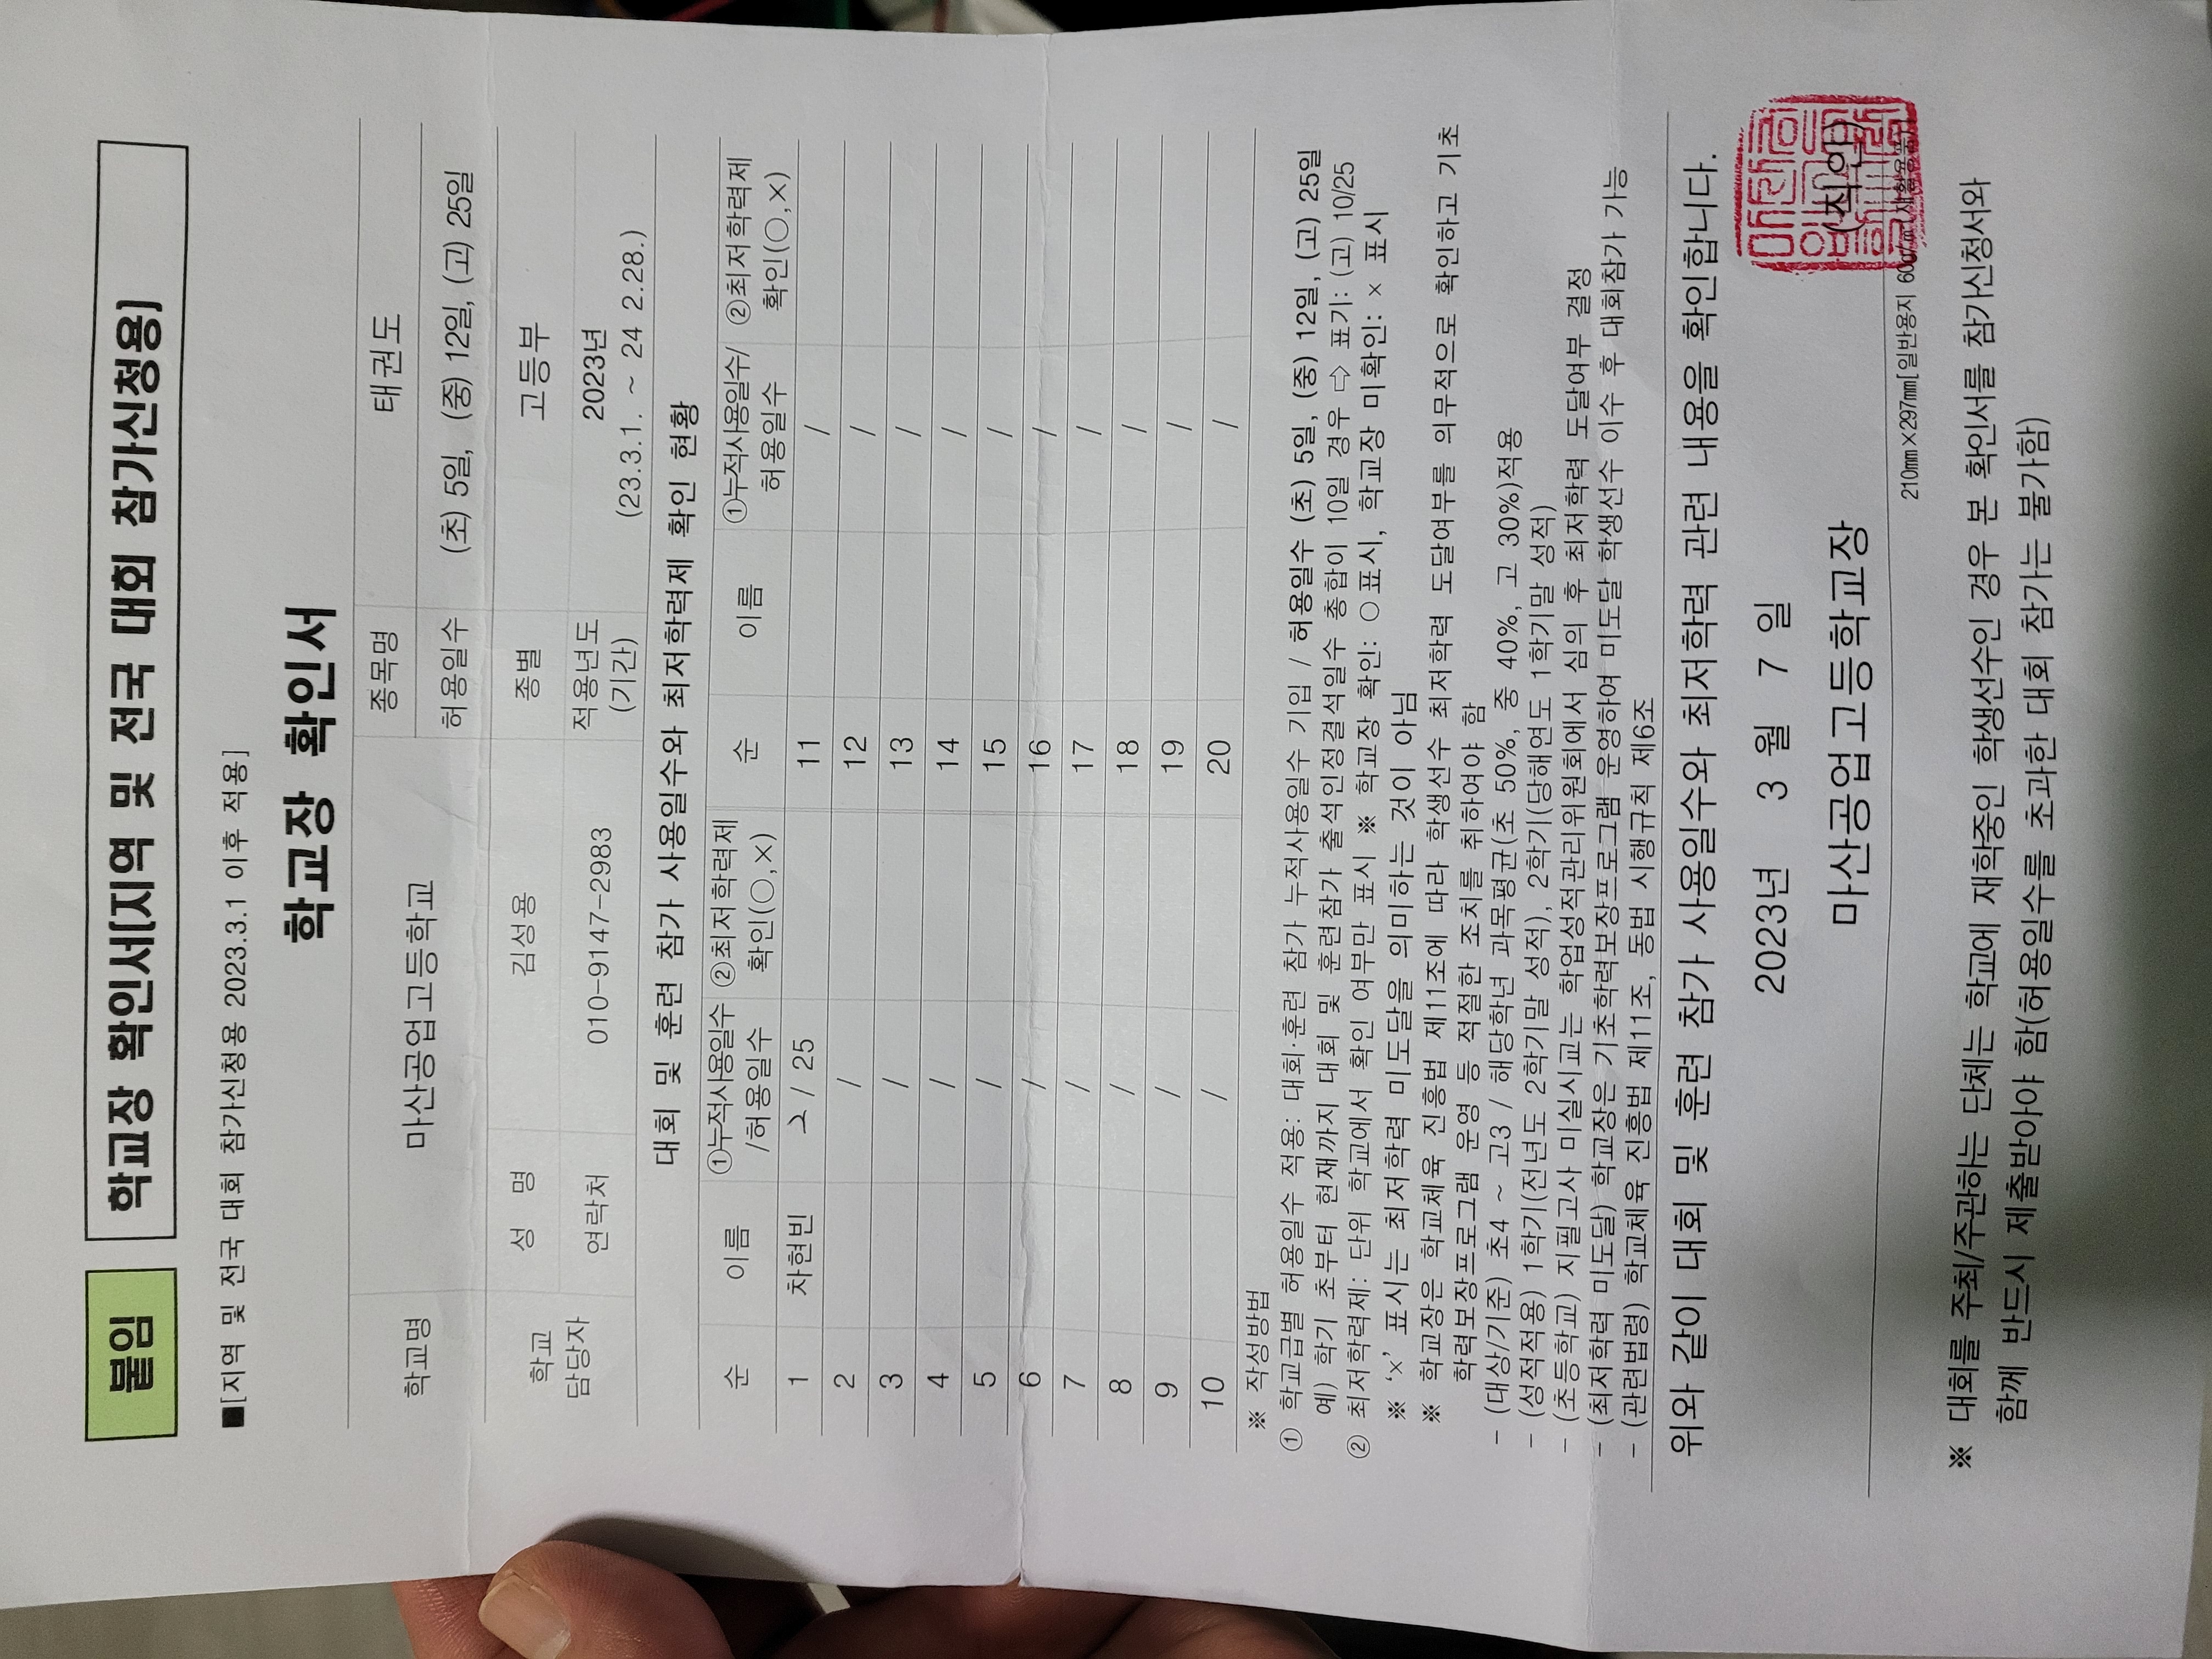 붙임
학교장 확인서[지역 및 전국 대회 참가신청용]
■[지역 및 전국 대회 참가신청용 2023.3.1 이후 적용]
학교장 확인서
학교명 마산공업고등학교 종목명 태권도
허용일수 (초) 5일, (중) 12일, (고) 25일
학교 담당자 성 명 김성용 종별 고등부
연락처 010-9147-2983 적용년도 (기간) 2023년 (23.3.1. ~ 24 2.28.)
대회 및 훈련 참가 사용일수와 최저학력제 확인 현황
순 이름 ①누적사용일수 /허용일수 ②최저학력제 확인(○,×) 순 이름 ①누적사용일수/ 허용일수 ②최저학력제 확인(○,×)
1 차현빈 2 / 25 11 /
2 / 12 /
3 / 13 /
4 / 14 /
5 / 15 /
6 / 16 /
7 / 17 /
8 / 18 /
9 / 19 /
10 / 20 /
※ 작성방법
① 학교급별 허용일수 적용: 대회·훈련 참가 누적사용일수 기입 / 허용일수 (초) 5일, (중) 12일, (고) 25일
예) 학기 초부터 현재까지 대회 및 훈련참가 출석인정결석일수 총합이 10일 경우 ⇨ 표기: (고) 10/25
② 최저학력제: 단위 학교에서 확인 여부만 표시 ※ 학교장 확인: ○표시, 학교장 미확인: × 표시
※ '×' 표시는 최저학력 미도달을 의미하는 것이 아님
※ 학교장은 학교체육 진흥법 제11조에 따라 학생선수 최저학력 도달여부를 의무적으로 확인하고 기초
학력보장프로그램 운영 등 적절한 조치를 취하여야 함
- (대상/기준) 초4 ~ 고3 / 해당학년 과목평균(초 50%, 중 40%, 고 30%)적용
- (성적적용) 1학기(전년도 2학기말 성적), 2학기(당해연도 1학기말 성적)
- (초등학교) 지필고사 미실시교는 학업성적관리위원회에서 심의 후 최저학력 도달여부 결정
- (최저학력 미도달) 학교장은 기초학력보장프로그램 운영하여 미도달 학생선수 이수 후 대회참가 가능
- (관련법령) 학교체육 진흥법 제11조, 동법 시행규칙 제6조
위와 같이 대회 및 훈련 참가 사용일수와 최저학력 관련 내용을 확인합니다.
2023년 3 월 7 일
마산공업고등학교장 (직인)
210㎜×297㎜[일반용지 60g/㎡(재활용품)]
※ 대회를 주최/주관하는 단체는 학교에 재학중인 학생선수인 경우 본 확인서를 참가신청서와
함께 반드시 제출받아야 함(허용일수를 초과한 대회 참가는 불가함)